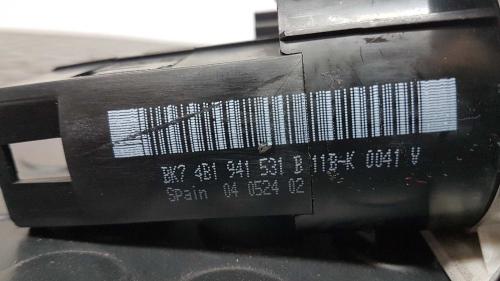 BK7 4B1 941 531 B 11B-K 0041 V
Spain 04 0524 02